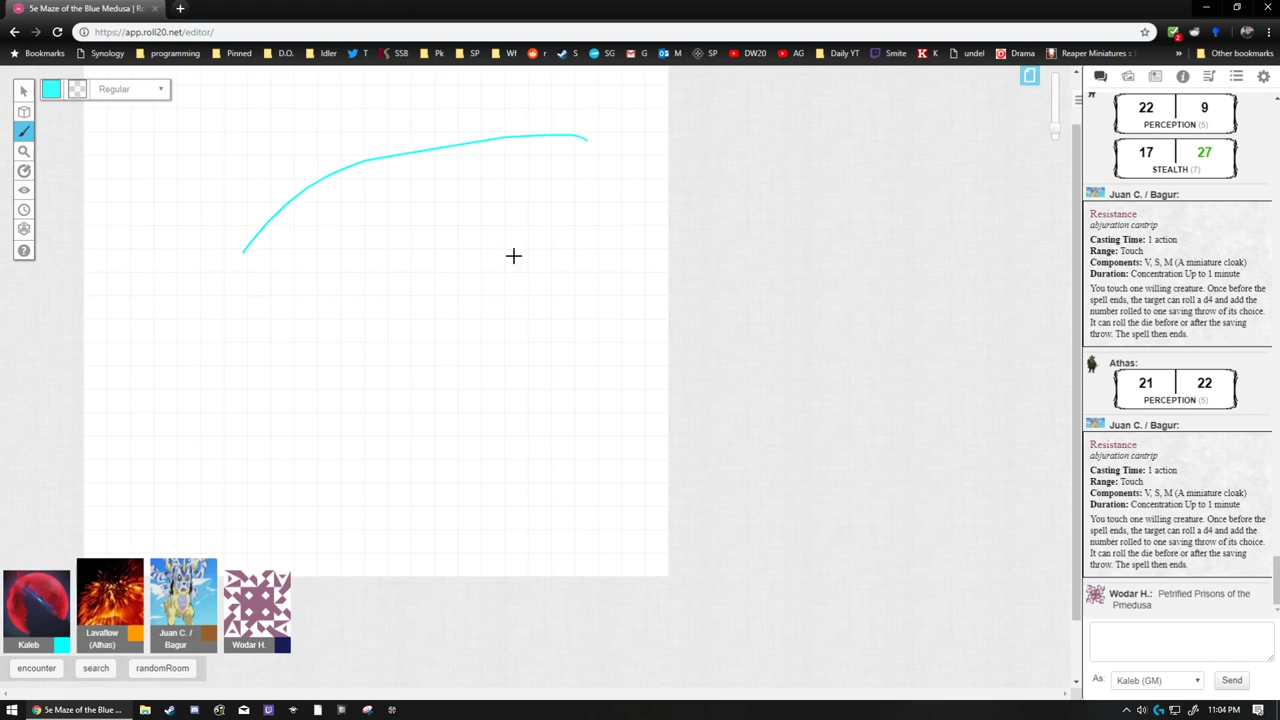 5e Maze of the Blue Medusa | Ro
https://app.roll20.net/editor/
Bookmarks
Synology
programming
Pinned
D.O.
Idler
T
SSB
Pk
SP
Wf
r
S
SG
G
M
SP
DW20
AG
Daily YT
Smite
K
undel
Drama
Reaper Miniatures ::
»
Other bookmarks
Regular
22 9
PERCEPTION (5)
17 27
STEALTH (7)
Juan C. / Bagur:
Resistance
abjuration cantrip
Casting Time: 1 action
Range: Touch
Components: V, S, M (A miniature cloak)
Duration: Concentration Up to 1 minute
You touch one willing creature. Once before the
spell ends, the target can roll a d4 and add the
number rolled to one saving throw of its choice.
It can roll the die before or after the saving
throw. The spell then ends.
Athas:
21 22
PERCEPTION (5)
Juan C. / Bagur:
Resistance
abjuration cantrip
Casting Time: 1 action
Range: Touch
Components: V, S, M (A miniature cloak)
Duration: Concentration Up to 1 minute
You touch one willing creature. Once before the
spell ends, the target can roll a d4 and add the
number rolled to one saving throw of its choice.
It can roll the die before or after the saving
throw. The spell then ends.
Wodar H.: Petrified Prisons of the
Pmedusa
As: Kaleb (GM)
Send
Kaleb
Lavaflow
(Athas)
Juan C. /
Bagur
Wodar H.
encounter
search
randomRoom
5e Maze of the Blue ...
11:04 PM